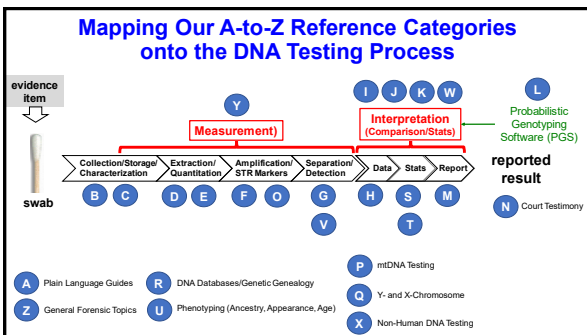 Mapping Our A-to-Z Reference Categories
onto the DNA Testing Process
evidence
item
I
J
K
W
L
Y
Measurement)
Interpretation
(Comparison/Stats)
Probabilistic
Genotyping
Software (PGS)
Collection/Storage/
Characterization
Extraction/
Quantitation
Amplification/
STR Markers
Separation/
Detection
Data
Stats
Report
reported
result
swab
B
C
D
E
F
O
G
H
S
M
V
T
N Court Testimony
A Plain Language Guides
R DNA Databases/Genetic Genealogy
P mtDNA Testing
Z General Forensic Topics
U Phenotyping (Ancestry, Appearance, Age)
Q Y- and X-Chromosome
X Non-Human DNA Testing